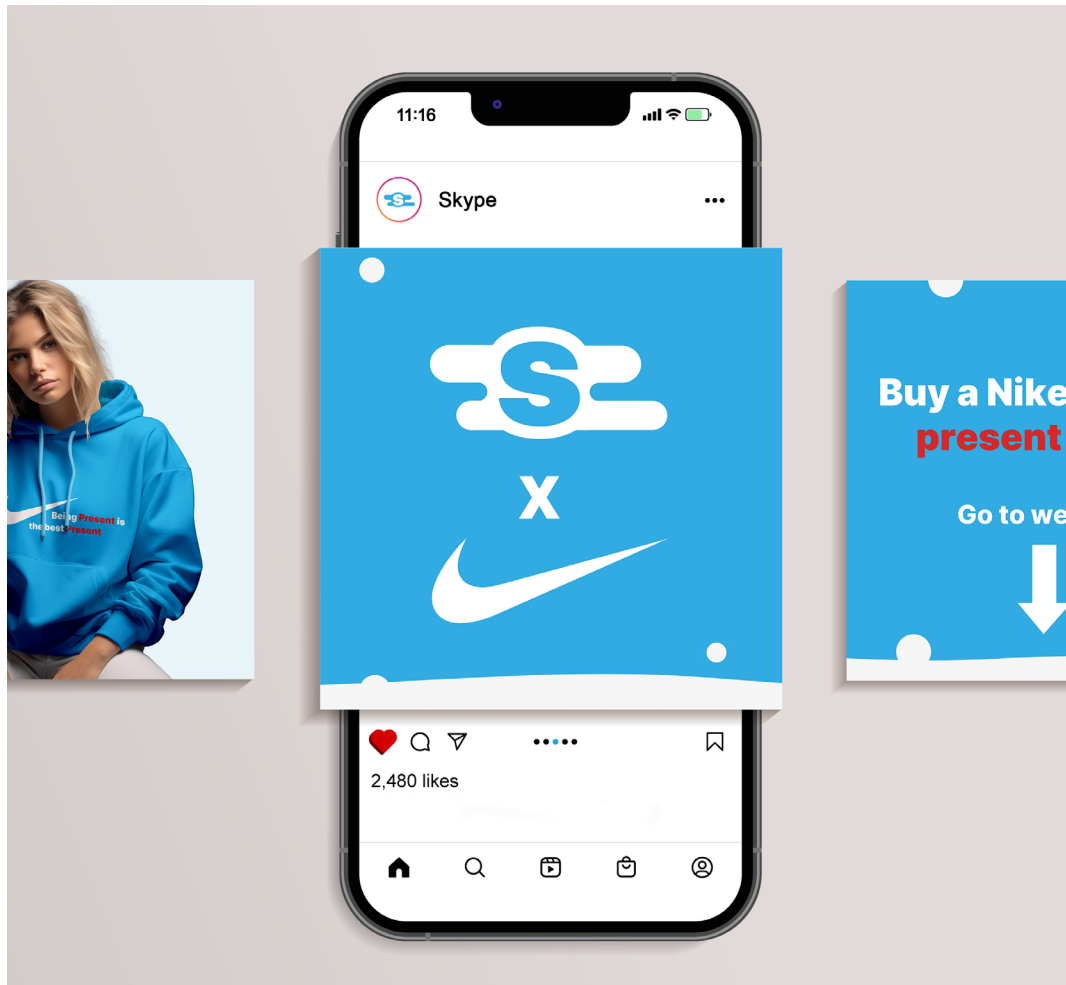 11:16
Skype
S
X
Being Present is
the best Present
Buy a Nike
present
Go to we
2,480 likes